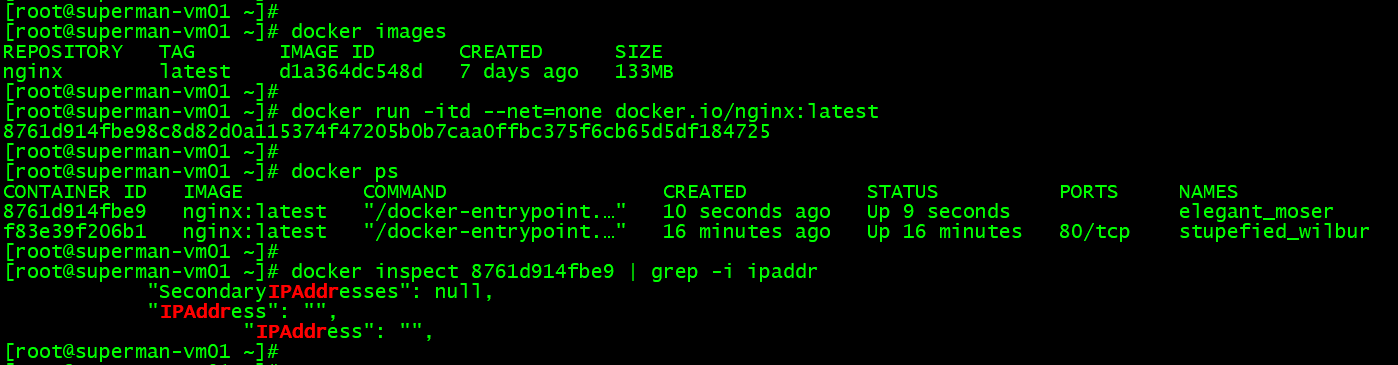 [root@superman-vm01 ~]#
[root@superman-vm01 ~]# docker images
REPOSITORY   TAG       IMAGE ID       CREATED      SIZE
nginx        latest    d1a364dc548d   7 days ago   133MB
[root@superman-vm01 ~]#
[root@superman-vm01 ~]# docker run -itd --net=none docker.io/nginx:latest
8761d914fbe98c8d82d0a115374f47205b0b7caa0ffbc375f6cb65d5df184725
[root@superman-vm01 ~]#
[root@superman-vm01 ~]# docker ps
CONTAINER ID   IMAGE          COMMAND                  CREATED          STATUS          PORTS     NAMES
8761d914fbe9   nginx:latest   "/docker-entrypoint.…"   10 seconds ago   Up 9 seconds              elegant_moser
f83e39f206b1   nginx:latest   "/docker-entrypoint.…"   16 minutes ago   Up 16 minutes   80/tcp    stupefied_wilbur
[root@superman-vm01 ~]#
[root@superman-vm01 ~]# docker inspect 8761d914fbe9 | grep -i ipaddr
            "SecondaryIPAddresses": null,
            "IPAddress": "",
                    "IPAddress": "",
[root@superman-vm01 ~]#